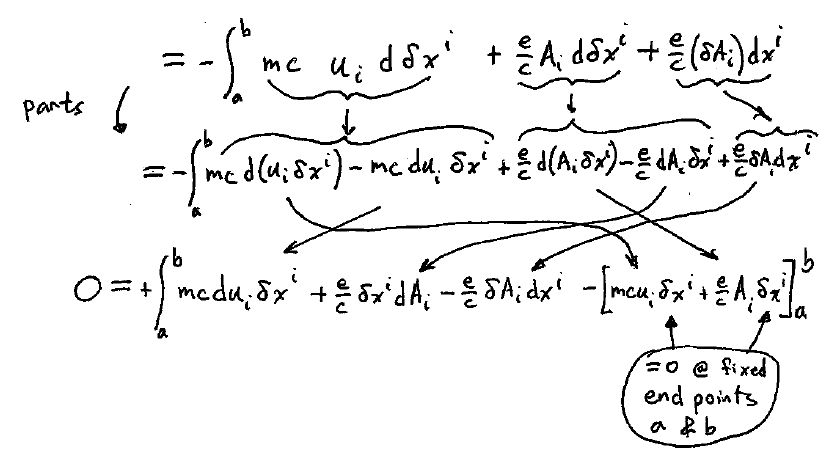 = - ∫_a^b mc u_i dδx^i + e/c A_i dδx^i + e/c (δA_i) dx^i
parts
= - ∫_a^b mc d(u_i δx^i) - mc du_i δx^i + e/c d(A_i δx^i) - e/c dA_i δx^i + e/c δA_i dx^i
0 = + ∫_a^b mc du_i δx^i + e/c δx^i dA_i - e/c δA_i dx^i - [mcu_i δx^i + e/c A_i δx^i]_a^b
=0 @ fixed
end points
a & b